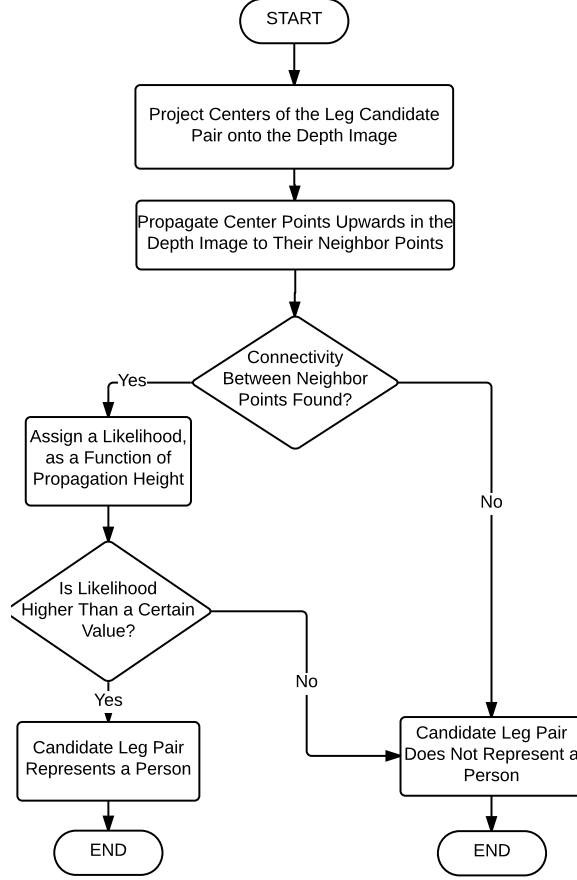 START
Project Centers of the Leg Candidate
Pair onto the Depth Image
Propagate Center Points Upwards in the
Depth Image to Their Neighbor Points
Connectivity
Between Neighbor
Points Found?
Yes
Assign a Likelihood,
as a Function of
Propagation Height
No
Is Likelihood
Higher Than a Certain
Value?
No
Yes
Candidate Leg Pair
Represents a Person
Candidate Leg Pair
Does Not Represent a
Person
END
END